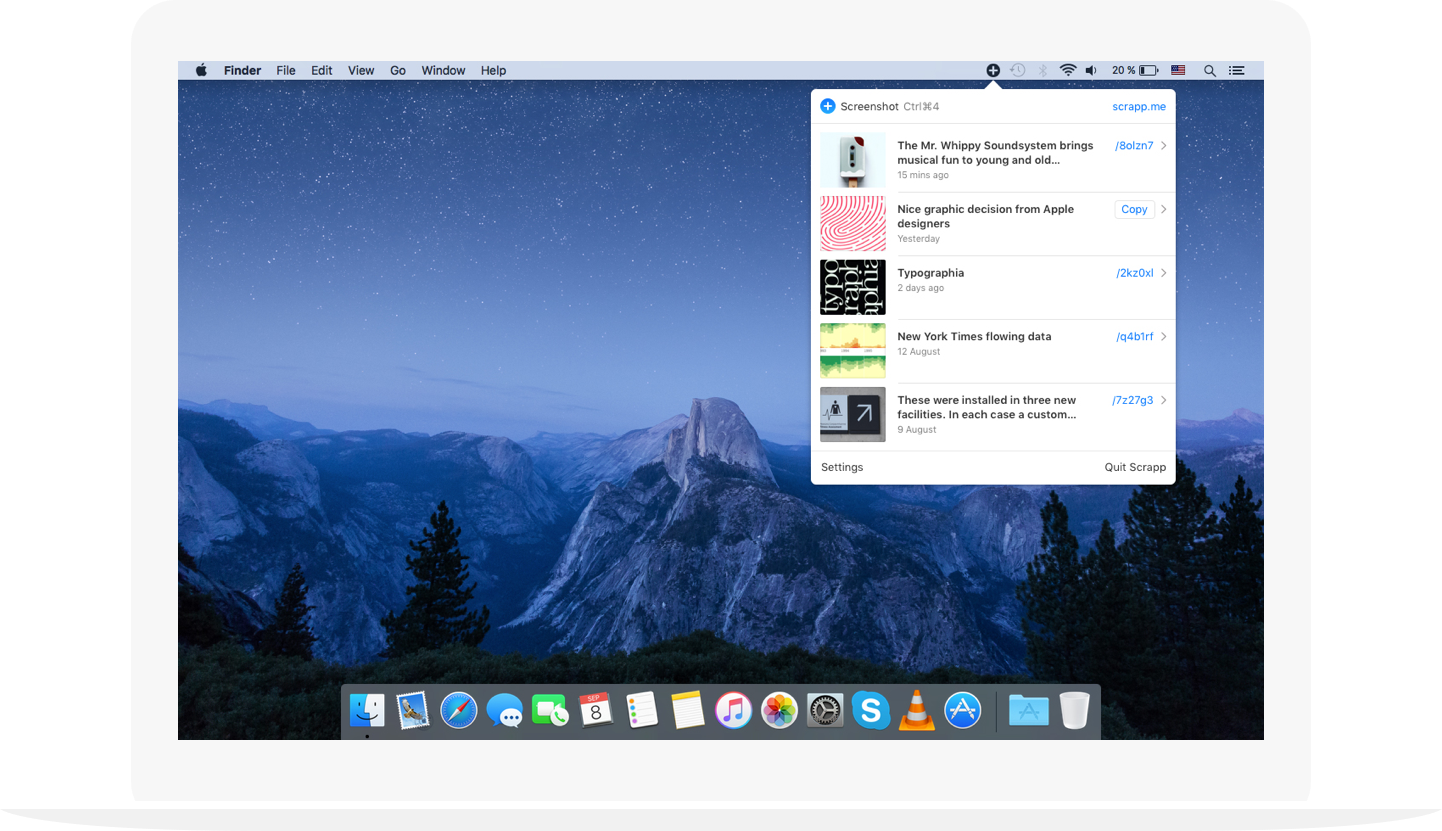 Finder File Edit View Go Window Help 20 %
Screenshot Ctrl⌘4 scrapp.me
The Mr. Whippy Soundsystem brings /8olzn7
musical fun to young and old...
15 mins ago
Nice graphic decision from Apple Copy
designers
Yesterday
typo
graphi
aphia
Typographia /2kz0xl
2 days ago
New York Times flowing data /q4b1rf
12 August
These were installed in three new /7z27g3
facilities. In each case a custom...
9 August
Settings Quit Scrapp
SEP
8